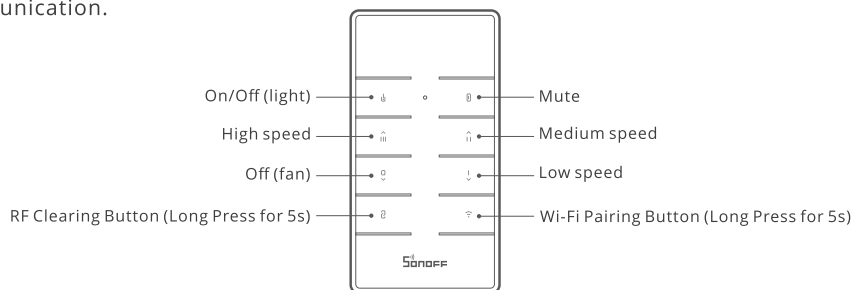 unication.
On/Off (light)
Mute
High speed
Medium speed
Off (fan)
Low speed
RF Clearing Button (Long Press for 5s)
Wi-Fi Pairing Button (Long Press for 5s)
SONOFF